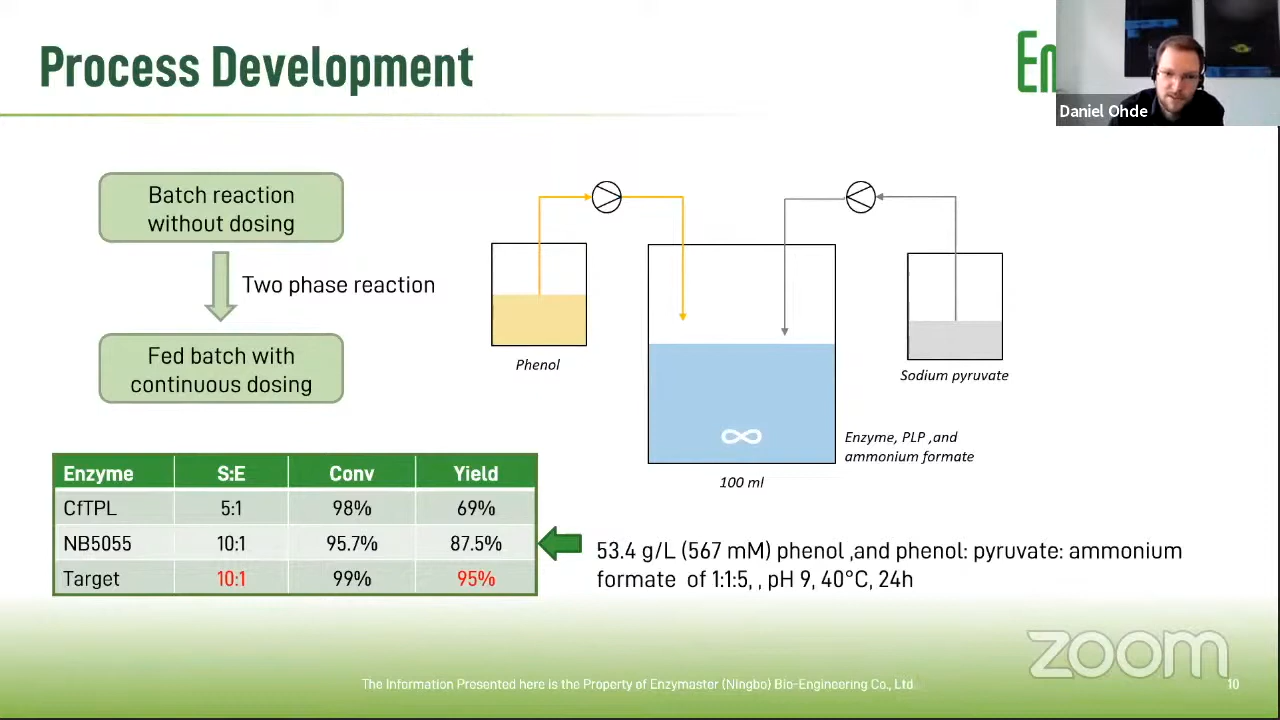 Process Development
En
Daniel Ohde
Batch reaction
without dosing
Two phase reaction
Fed batch with
continuous dosing
Phenol
Sodium pyruvate
Enzyme, PLP ,and
ammonium formate
100 ml
Enzyme S:E Conv Yield
CfTPL 5:1 98% 69%
NB5055 10:1 95.7% 87.5%
Target 10:1 99% 95%
53.4 g/L (567 mM) phenol ,and phenol: pyruvate: ammonium
formate of 1:1:5, , pH 9, 40°C, 24h
zoom
The Information Presented here is the Property of Enzymaster (Ningbo) Bio-Engineering Co., Ltd.
10